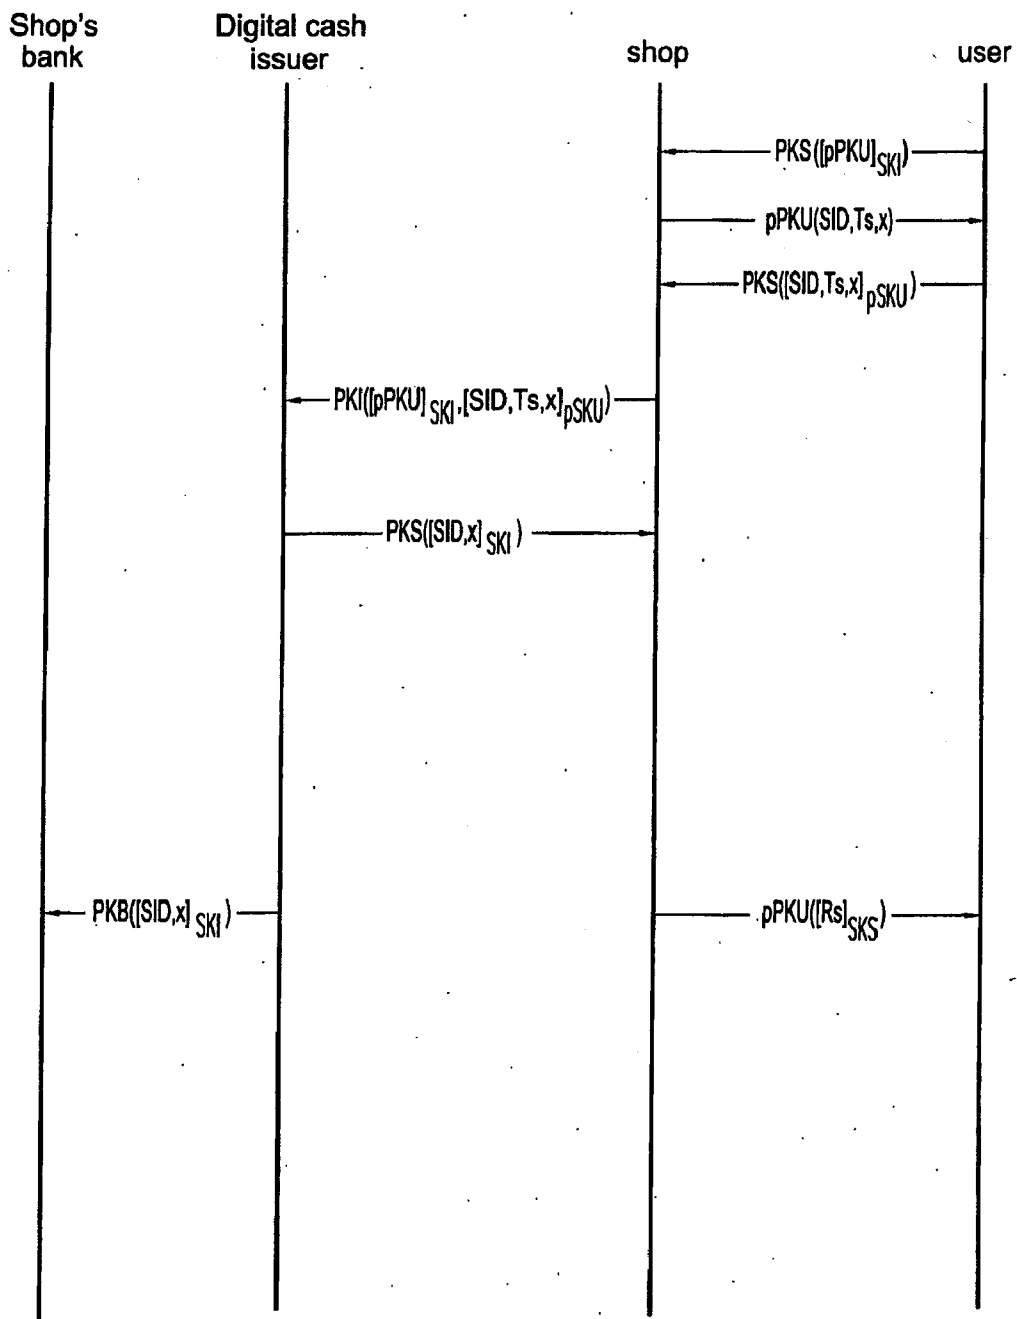 Shop's
bank
Digital cash
issuer
shop
user
PKS([pPKU]SKI)
pPKU(SID,Ts,x)
PKS([SID,Ts,x]pSKU)
PKI([pPKU]SKI,[SID,Ts,x]pSKU)
PKS([SID,x]SKI)
PKB([SID,x]SKI)
pPKU([Rs]SKS)